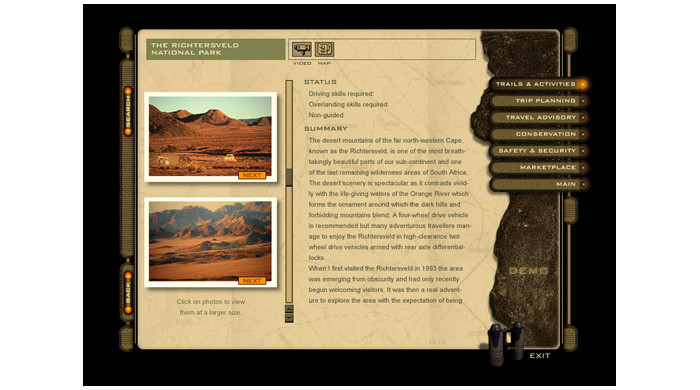 THE RICHTERSVELD
NATIONAL PARK
VIDEO MAP
SEARCH
BACK
NEXT
NEXT
Click on photos to view
them at a larger size.
STATUS
Driving skills required:
Overlanding skills required:
Non-guided
SUMMARY
The desert mountains of the far north-western Cape,
known as the Richtersveld, is one of the most breath-
takingly beautiful parts of our sub-continent and one
of the last remaining wilderness areas of South Africa.
The desert scenery is spectacular as it contrasts vivid-
ly with the life-giving waters of the Orange River which
forms the ornament around which the dark hills and
forbidding mountains blend. A four-wheel drive vehicle
is recommended but many adventurous travellers man-
age to enjoy the Richtersveld in high-clearance two
wheel drive vehicles armed with rear axle differential-
locks.
When I first visited the Richtersveld in 1993 the area
was emerging from obscurity and had only recently
begun welcoming visitors. It was then a real advent-
ure to explore the area with the expectation of being
TRAILS & ACTIVITIES
TRIP PLANNING
TRAVEL ADVISORY
CONSERVATION
SAFETY & SECURITY
MARKETPLACE
MAIN
DEMO
EXIT